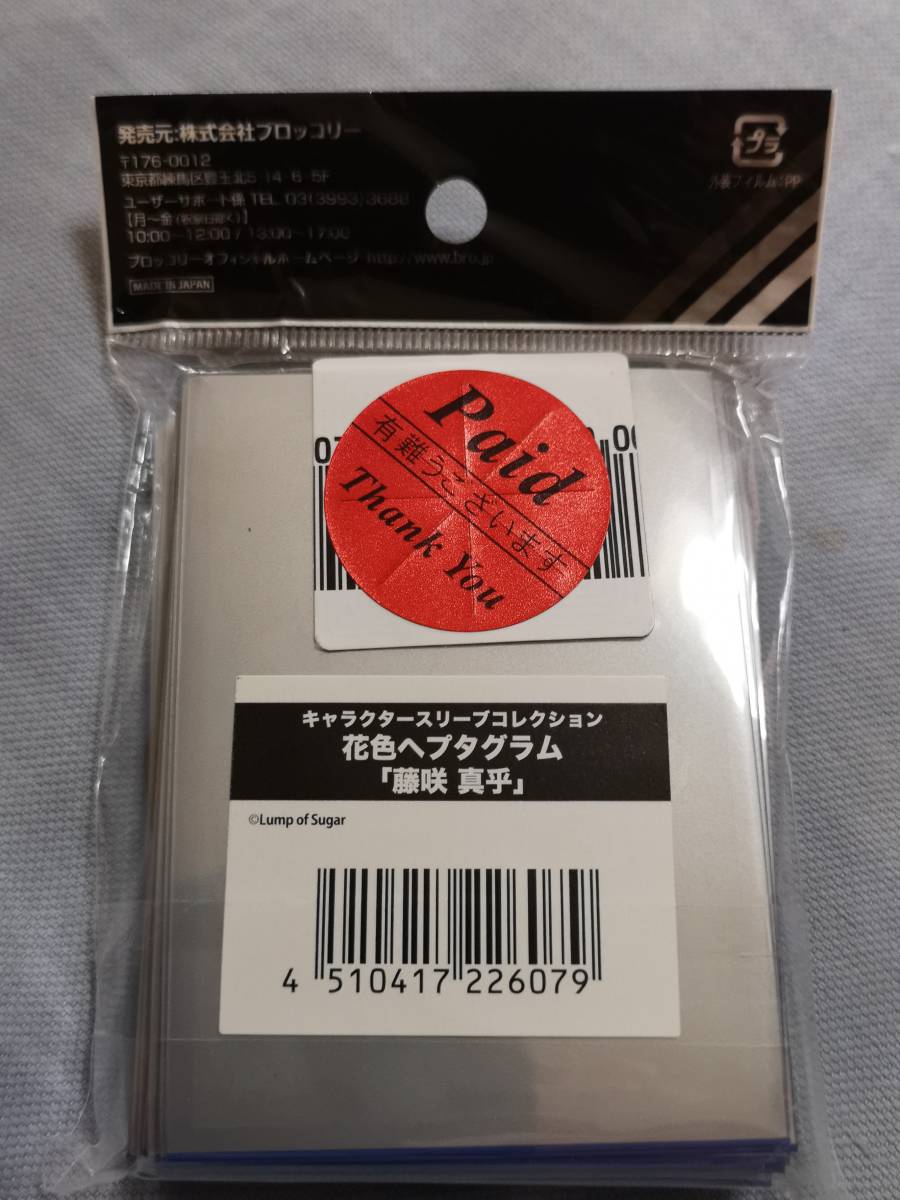 発売元:株式会社ブロッコリー
〒176-0012
東京都練馬区豊玉北5-14-6 5F
ユーザーサポート係 TEL 03(3993)3688
【月～金(祝祭日除く)】
10:00～12:00 / 13:00～17:00
ブロッコリーオフィシャルホームページ http://www.bro.jp
MADE IN JAPAN
プラ
外装フィルム:PP
Paid
有難うございます
Thank You
キャラクタースリーブコレクション
花色ヘプタグラム
「藤咲 真乎」
©Lump of Sugar
4 510417 226079